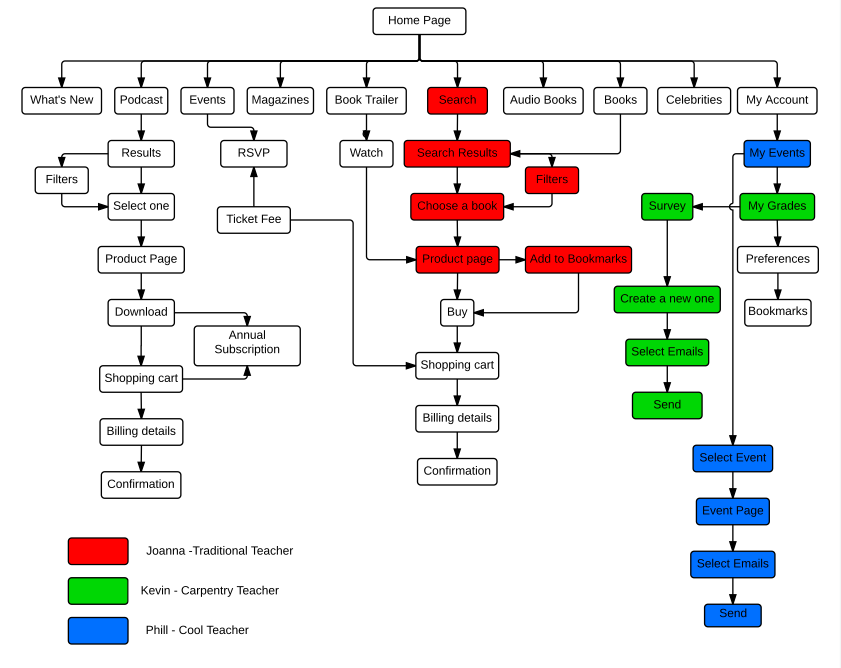 Home Page
What's New
Podcast
Events
Magazines
Book Trailer
Search
Audio Books
Books
Celebrities
My Account
Results
RSVP
Watch
Search Results
My Events
Filters
Filters
Select one
Ticket Fee
Choose a book
Survey
My Grades
Product Page
Product page
Add to Bookmarks
Preferences
Create a new one
Download
Buy
Bookmarks
Annual
Subscription
Select Emails
Shopping cart
Shopping cart
Send
Billing details
Billing details
Select Event
Confirmation
Confirmation
Event Page
Joanna -Traditional Teacher
Select Emails
Kevin - Carpentry Teacher
Send
Phill - Cool Teacher